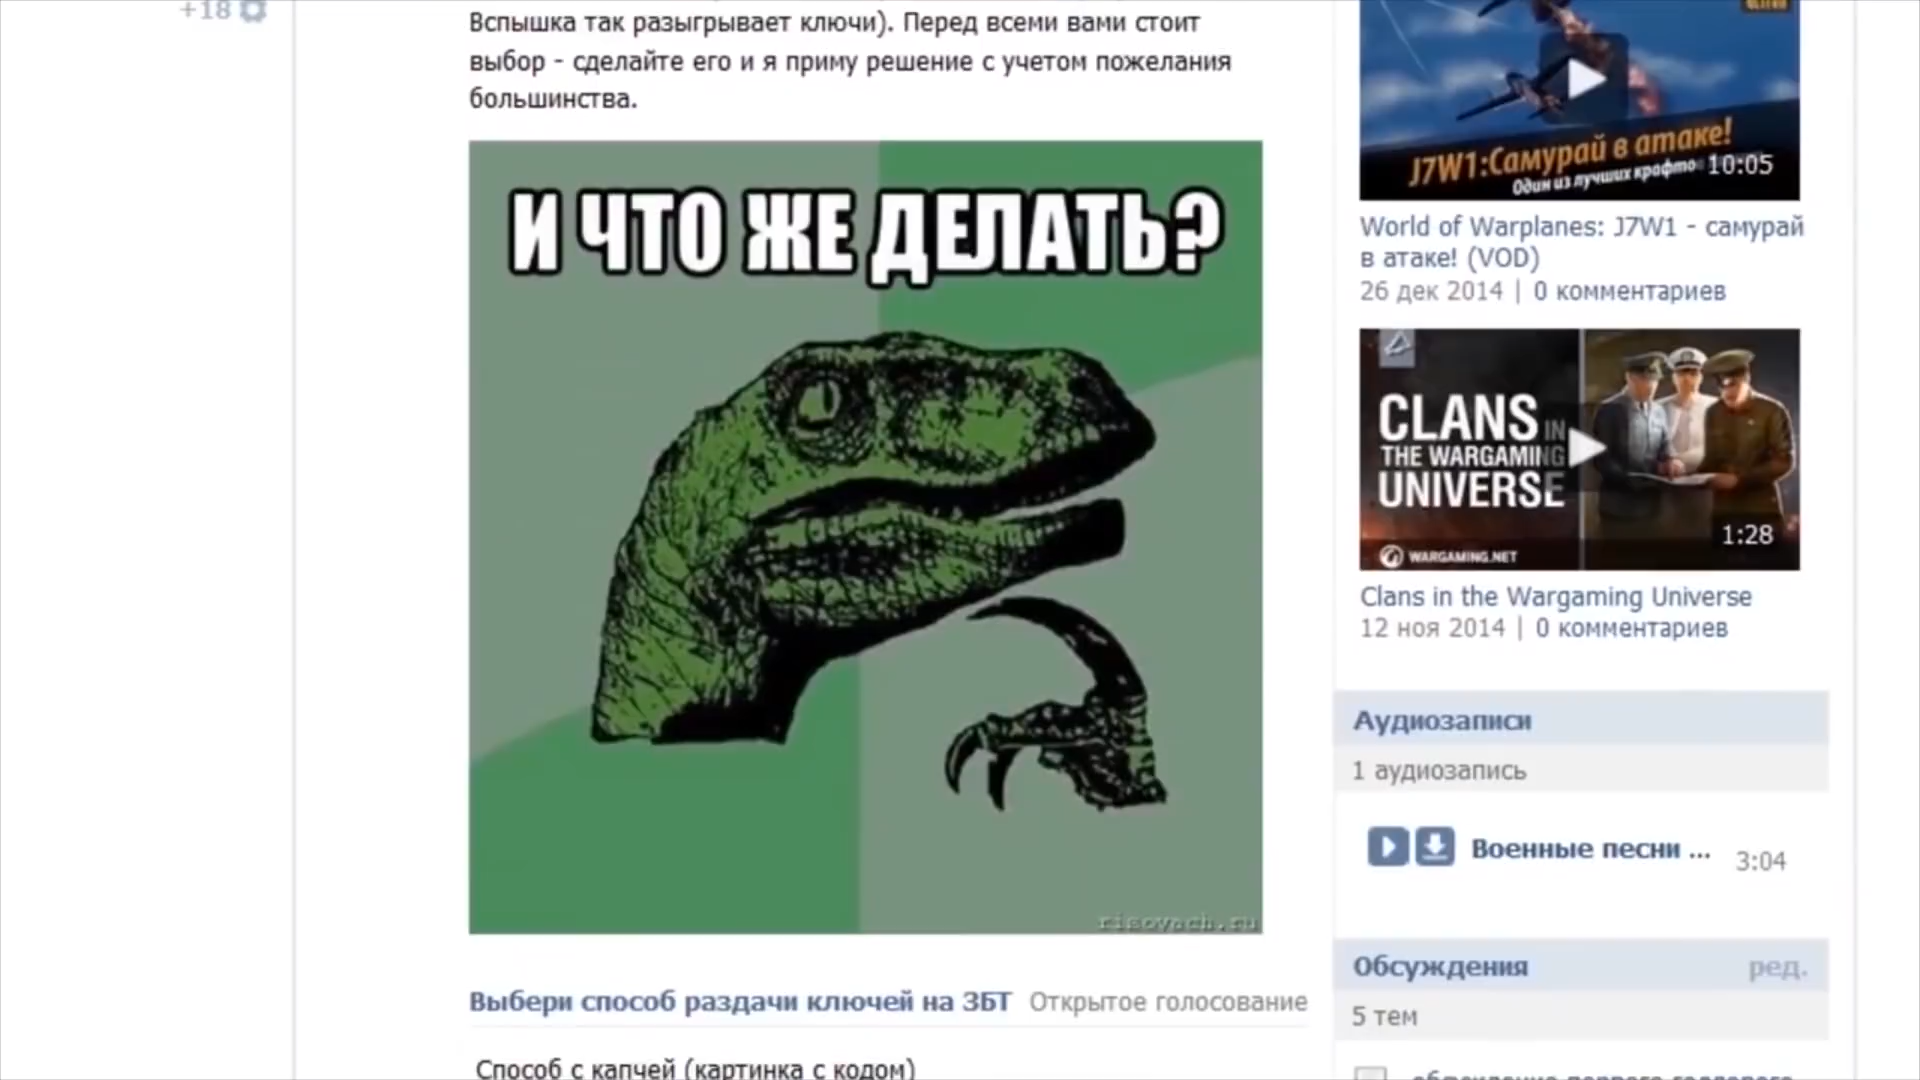 +18
Вспышка так разыгрывает ключи). Перед всеми вами стоит
выбор - сделайте его и я приму решение с учетом пожелания
большинства.
И ЧТО ЖЕ ДЕЛАТЬ?
risovach.ru
Выбери способ раздачи ключей на ЗБТ Открытое голосование
Способ с капчей (картинка с кодом)
J7W1:Самурай в атаке!
Один из лучших крафтов
10:05
World of Warplanes: J7W1 - самурай
в атаке! (VOD)
26 дек 2014 | 0 комментариев
CLANS IN
THE WARGAMING
UNIVERSE
1:28
WARGAMING.NET
Clans in the Wargaming Universe
12 ноя 2014 | 0 комментариев
Аудиозаписи
1 аудиозапись
Военные песни ... 3:04
Обсуждения ред.
5 тем